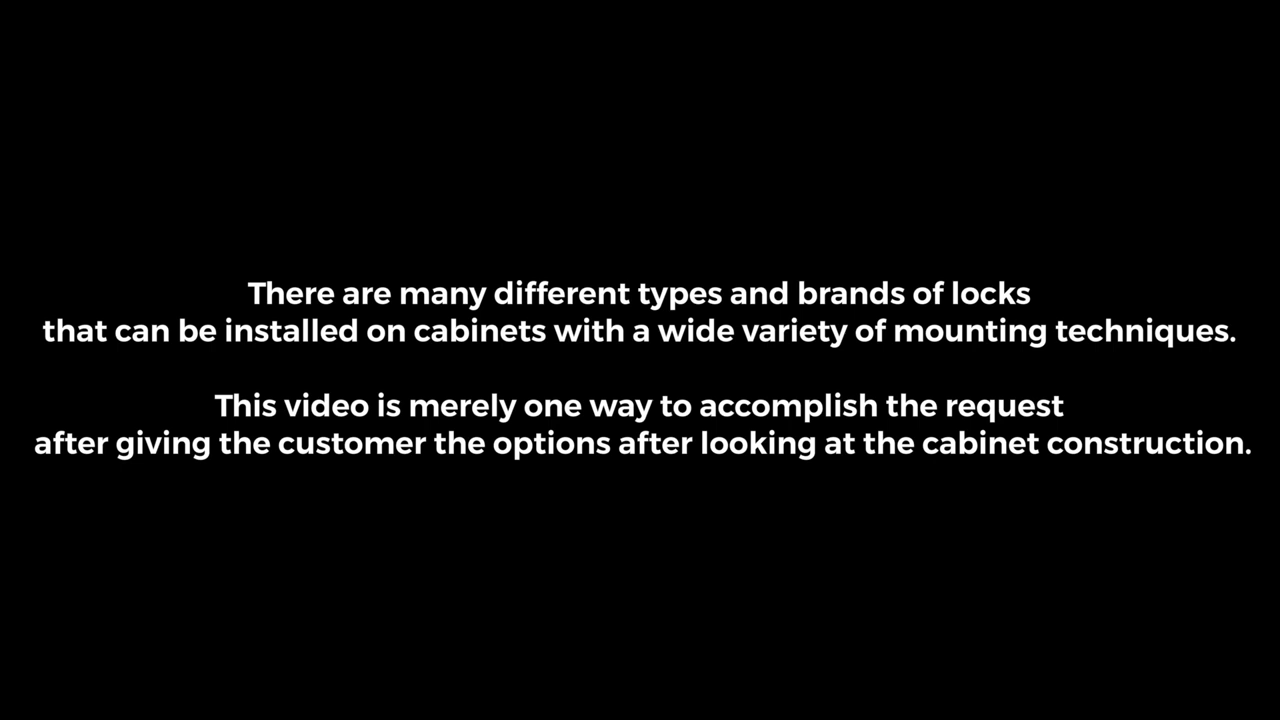 There are many different types and brands of locks
that can be installed on cabinets with a wide variety of mounting techniques.
This video is merely one way to accomplish the request
after giving the customer the options after looking at the cabinet construction.